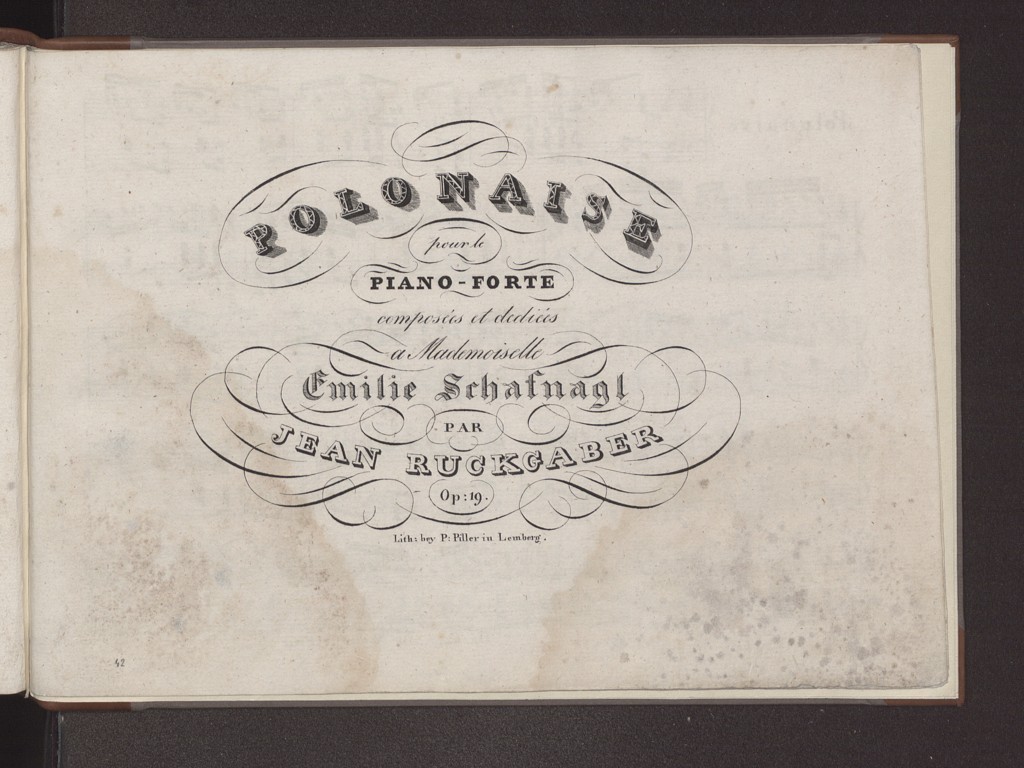 POLONAISE
pour le
PIANO-FORTE
composées et dediées
a Mademoiselle
Emilie Schafnagl
PAR
JEAN RUCKGABER
Op: 19.
Lith: bey P: Piller in Lemberg.
42